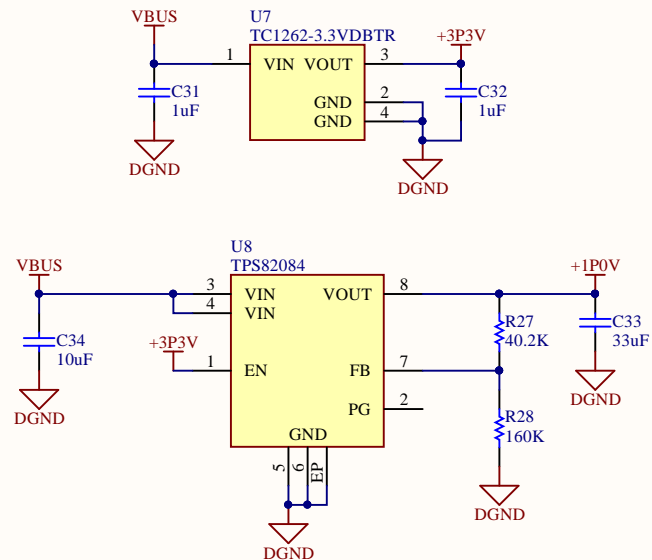 VBUS
U7
TC1262-3.3VDBTR
+3P3V
1
VIN VOUT
3
C31
1uF
GND
2
GND
4
C32
1uF
DGND
DGND
VBUS
U8
TPS82084
+1P0V
3
VIN
4
VIN
VOUT
8
C34
10uF
+3P3V
1
EN
FB
7
R27
40.2K
C33
33uF
PG
2
R28
160K
GND
5
6
EP
DGND
DGND
DGND
DGND